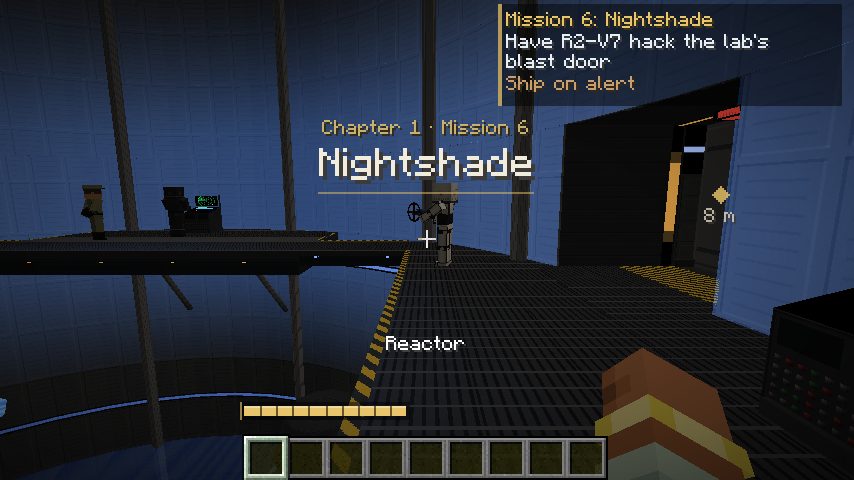 Mission 6: Nightshade
Have R2-V7 hack the lab's
blast door
Ship on alert
Chapter 1 · Mission 6
Nightshade
8 m
Reactor